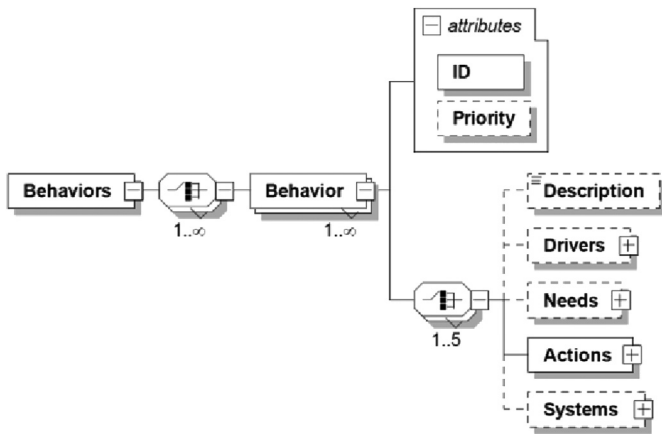 attributes
ID
Priority
Behaviors
Behavior
1..∞
1..∞
Description
Drivers
Needs
1..5
Actions
Systems